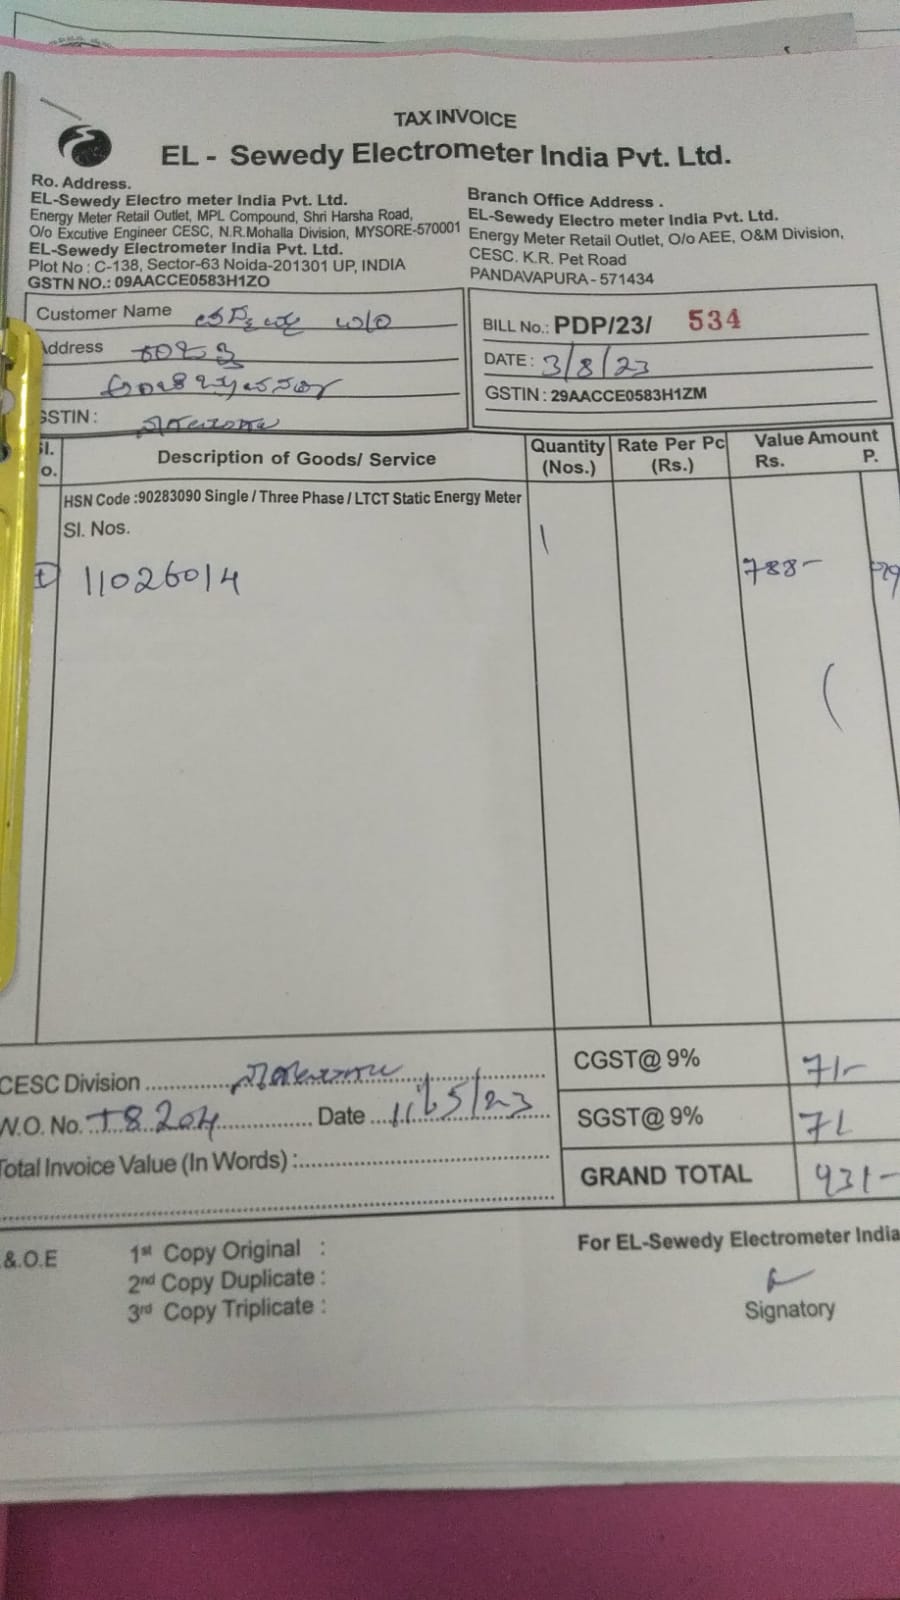 TAX INVOICE
EL - Sewedy Electrometer India Pvt. Ltd.
Ro. Address.
EL-Sewedy Electro meter India Pvt. Ltd.
Energy Meter Retail Outlet, MPL Compound, Shri Harsha Road,
O/o Excutive Engineer CESC, N.R.Mohalla Division, MYSORE-570001
EL-Sewedy Electrometer India Pvt. Ltd.
Plot No : C-138, Sector-63 Noida-201301 UP, INDIA
GSTN NO.: 09AACCE0583H1ZO
Branch Office Address .
EL-Sewedy Electro meter India Pvt. Ltd.
Energy Meter Retail Outlet, O/o AEE, O&M Division,
CESC. K.R. Pet Road
PANDAVAPURA - 571434
Customer Name
Address
GSTIN :
BILL No.: PDP/23/ 534
DATE : 3/8/23
GSTIN : 29AACCE0583H1ZM
Sl. No. Description of Goods/ Service Quantity (Nos.) Rate Per Pc (Rs.) Value Amount Rs. P.
HSN Code :90283090 Single / Three Phase / LTCT Static Energy Meter
Sl. Nos. 1
11026014 788-
CESC Division
W.O. No. T8204 Date 11/5/23
Total Invoice Value (In Words) :
CGST@ 9% 71-
SGST@ 9% 71
GRAND TOTAL 931-
&.O.E
1st Copy Original :
2nd Copy Duplicate :
3rd Copy Triplicate :
For EL-Sewedy Electrometer India
Signatory